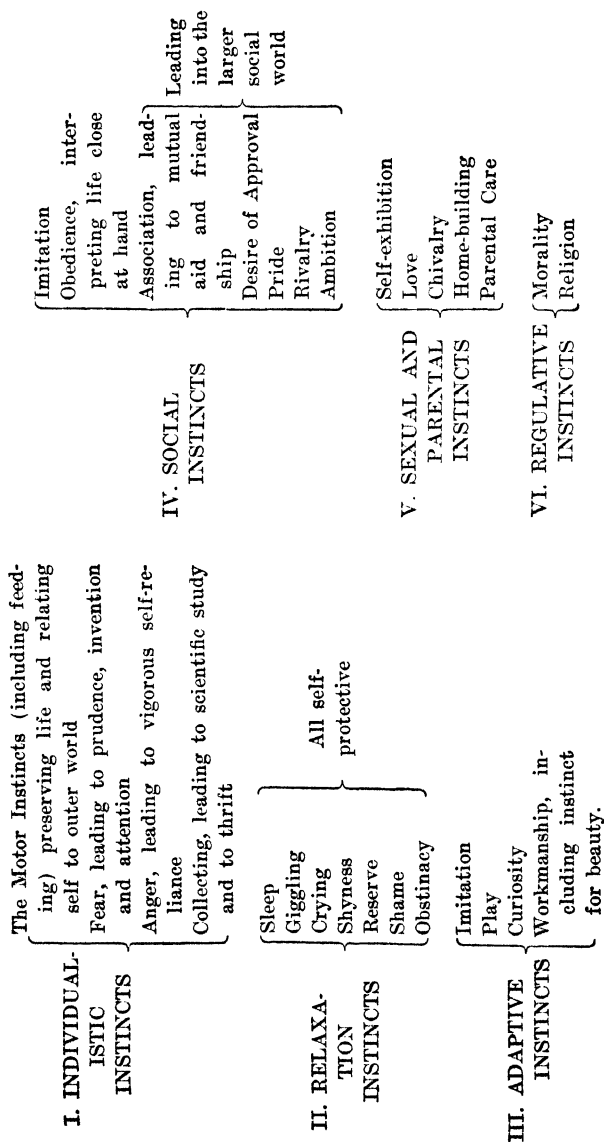 I. INDIVIDUAL-
ISTIC
INSTINCTS
The Motor Instincts (including feed-
ing) preserving life and relating
self to outer world
Fear, leading to prudence, invention
and attention
Anger, leading to vigorous self-re-
liance
Collecting, leading to scientific study
and to thrift
II. RELAXA-
TION
INSTINCTS
Sleep
Giggling
Crying
Shyness
Reserve
Shame
Obstinacy
All self-
protective
III. ADAPTIVE
INSTINCTS
Imitation
Play
Curiosity
Workmanship, in-
cluding instinct
for beauty.
IV. SOCIAL
INSTINCTS
Imitation
Obedience, inter-
preting life close
at hand
Association, lead-
ing to mutual
aid and friend-
ship
Desire of Approval
Pride
Rivalry
Ambition
Leading
into the
larger
social
world
V. SEXUAL AND
PARENTAL
INSTINCTS
Self-exhibition
Love
Chivalry
Home-building
Parental Care
VI. REGULATIVE
INSTINCTS
Morality
Religion